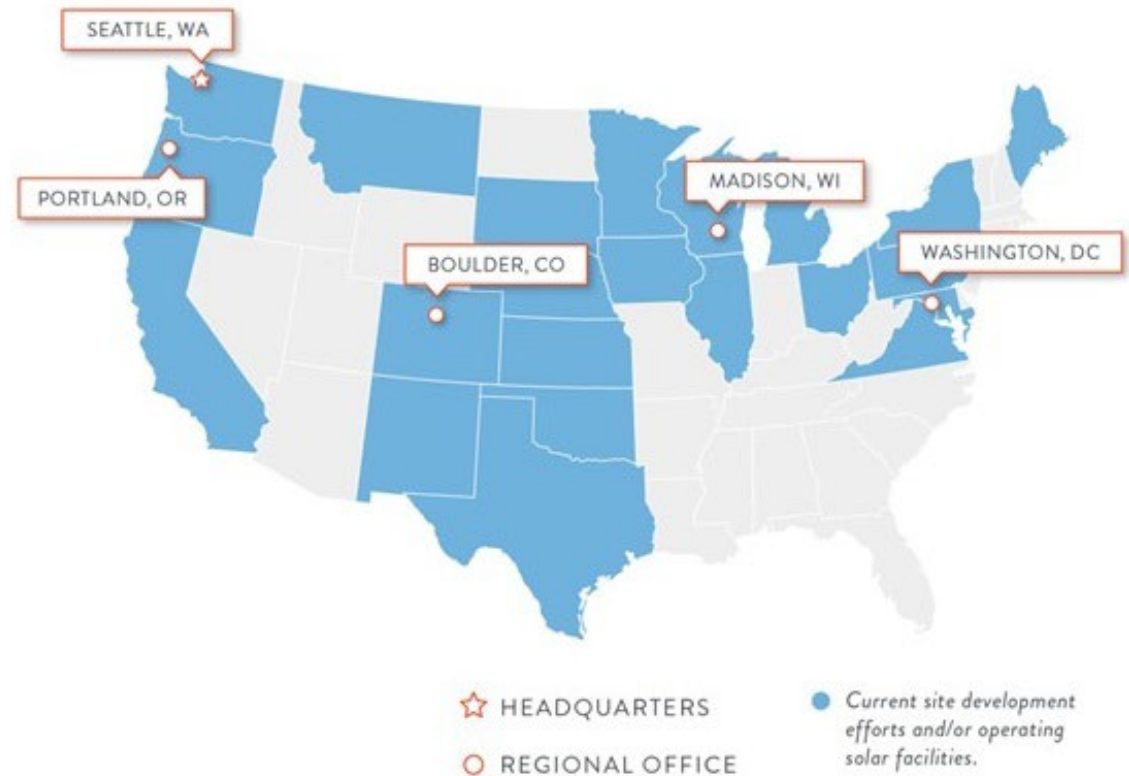 SEATTLE, WA
PORTLAND, OR
MADISON, WI
BOULDER, CO
WASHINGTON, DC
HEADQUARTERS
REGIONAL OFFICE
Current site development
efforts and/or operating
solar facilities.